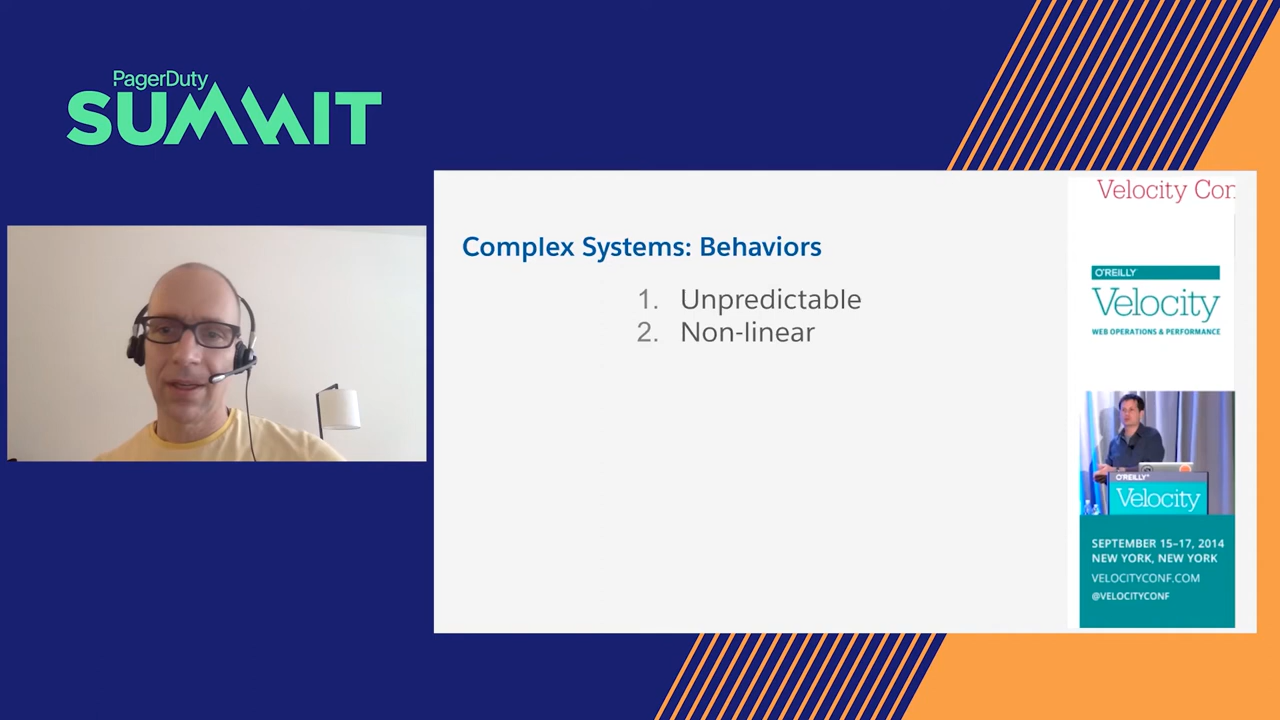 PagerDuty
SUMMIT
Complex Systems: Behaviors
1. Unpredictable
2. Non-linear
Velocity Con
O'REILLY
Velocity
WEB OPERATIONS & PERFORMANCE
O'REILLY
Velocity
SEPTEMBER 15–17, 2014
NEW YORK, NEW YORK
VELOCITYCONF.COM
@VELOCITYCONF